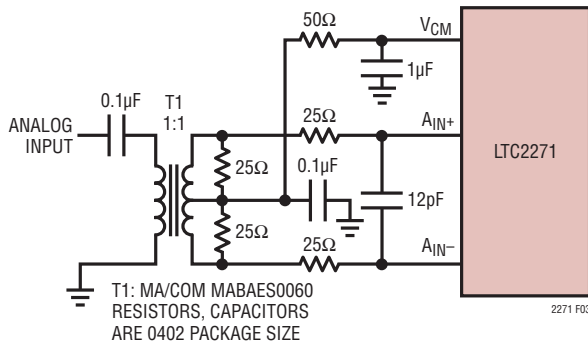 50Ω
VCM
1µF
0.1µF
T1
1:1
ANALOG
INPUT
25Ω
AIN+
LTC2271
25Ω
0.1µF
12pF
25Ω
25Ω
AIN–
T1: MA/COM MABAES0060
RESISTORS, CAPACITORS
ARE 0402 PACKAGE SIZE
2271 F03